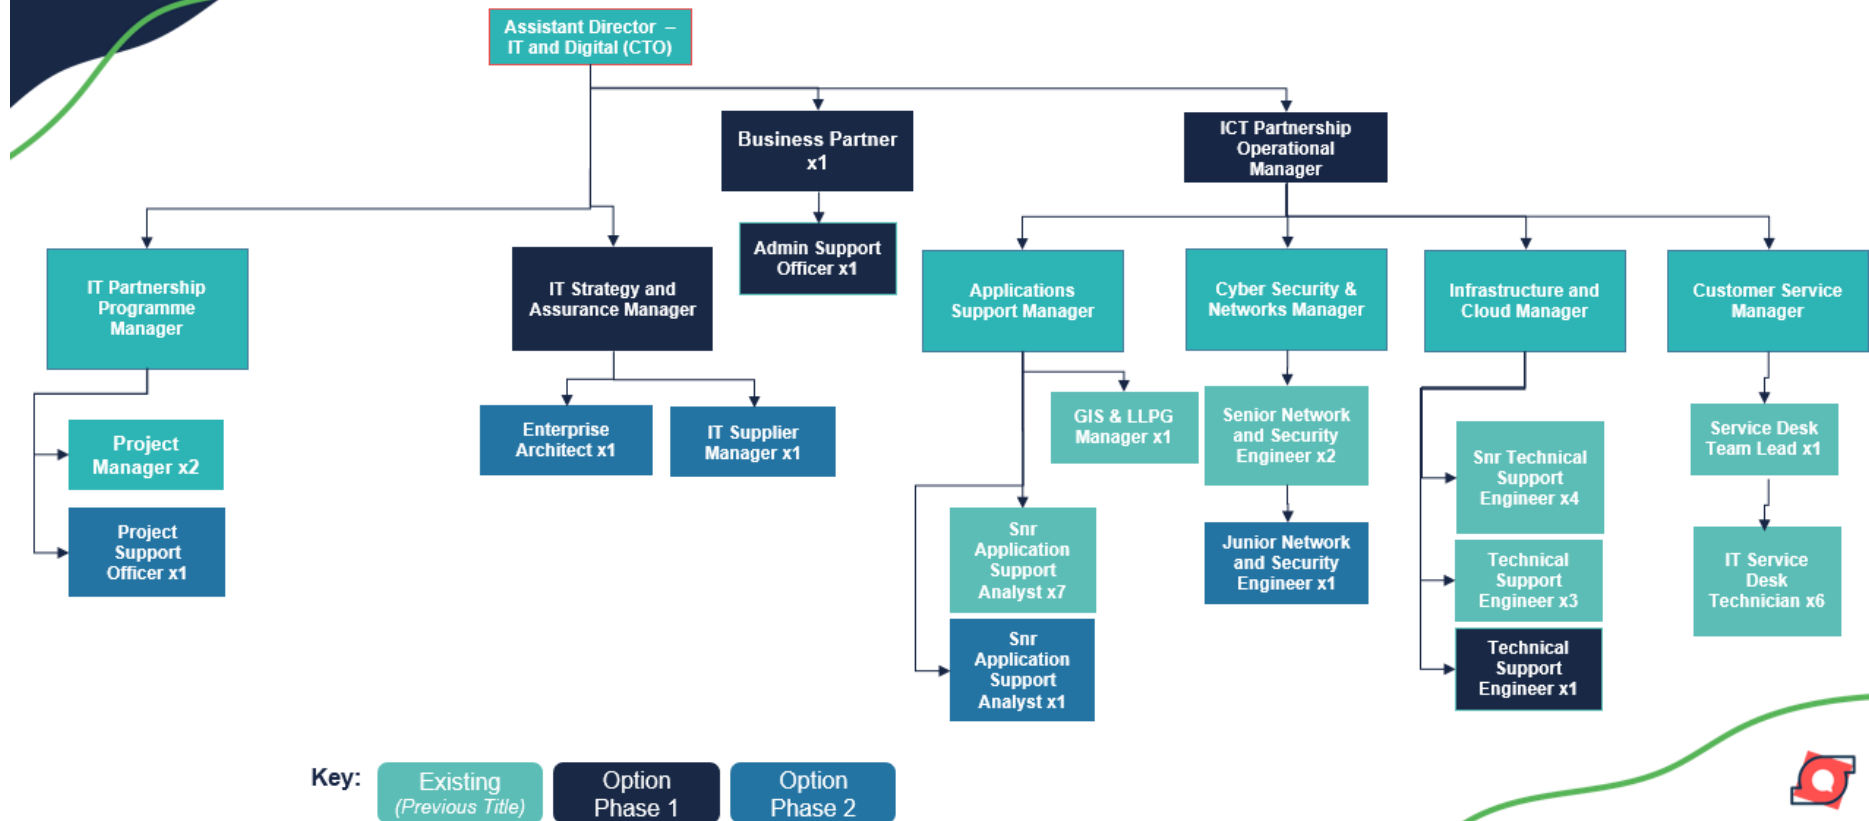 Assistant Director –
IT and Digital (CTO)
Business Partner
x1
ICT Partnership
Operational
Manager
Admin Support
Officer x1
IT Partnership
Programme
Manager
IT Strategy and
Assurance Manager
Applications
Support Manager
Cyber Security &
Networks Manager
Infrastructure and
Cloud Manager
Customer Service
Manager
Project
Manager x2
Project
Support
Officer x1
Enterprise
Architect x1
IT Supplier
Manager x1
GIS & LLPG
Manager x1
Snr
Application
Support
Analyst x7
Snr
Application
Support
Analyst x1
Senior Network
and Security
Engineer x2
Junior Network
and Security
Engineer x1
Snr Technical
Support
Engineer x4
Technical
Support
Engineer x3
Technical
Support
Engineer x1
Service Desk
Team Lead x1
IT Service
Desk
Technician x6
Key:
Existing
(Previous Title)
Option
Phase 1
Option
Phase 2